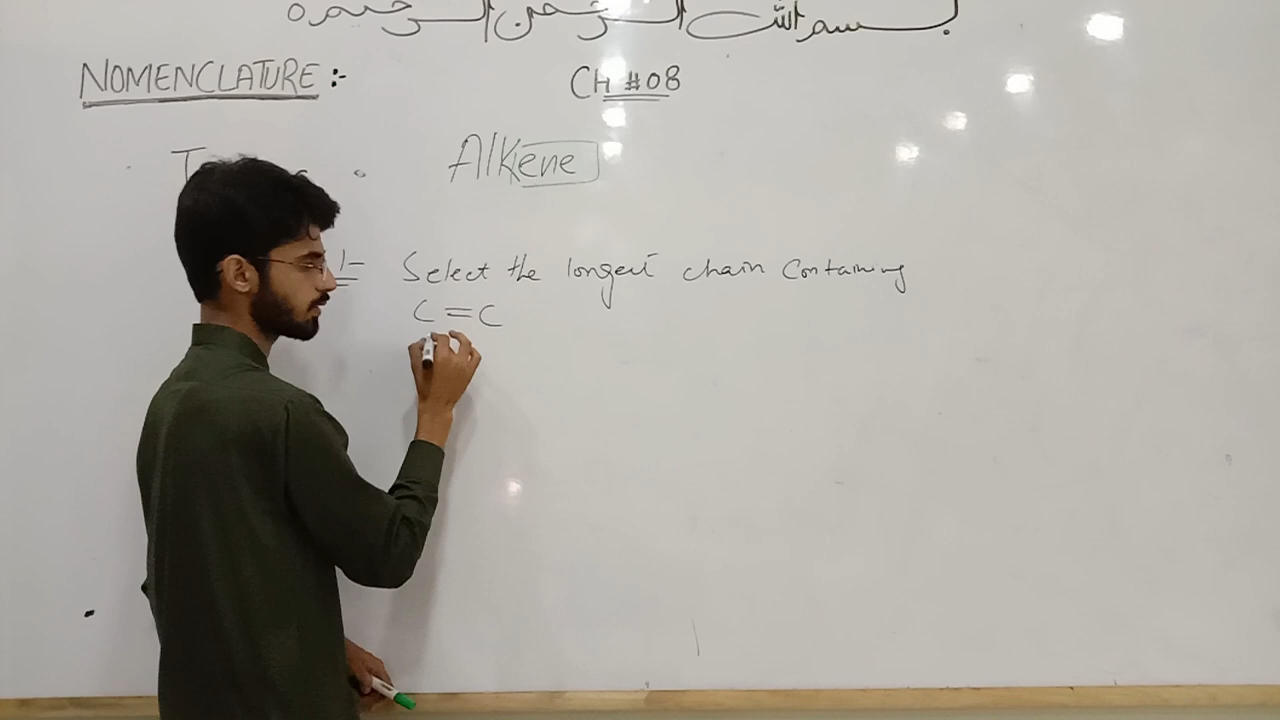 بسم الله الرحمن الرحيم
NOMENCLATURE :-
CH #08
Alkene
1- Select the longest chain containing
C=C